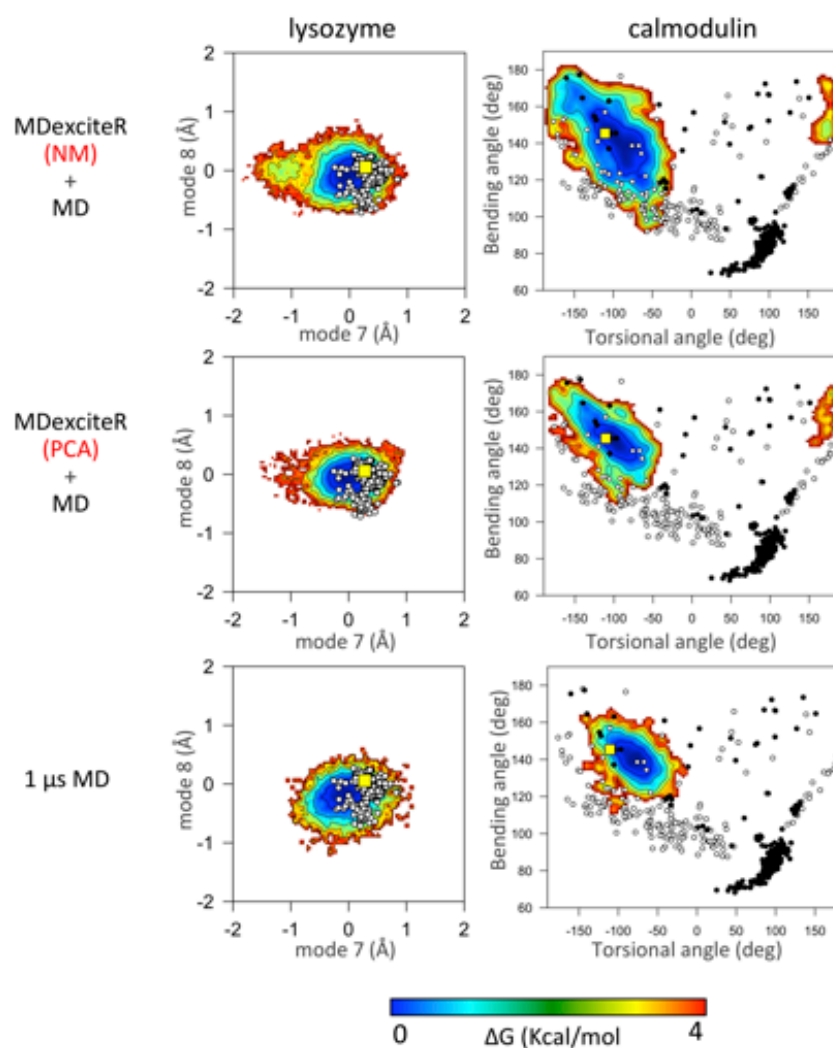 lysozyme calmodulin
MDexciteR
(NM)
+
MD
mode 8 (Å)
2
1
0
-1
-2
-2 -1 0 1 2
mode 7 (Å)
Bending angle (deg)
180
160
140
120
100
80
60
-150 -100 -50 0 50 100 150
Torsional angle (deg)
MDexciteR
(PCA)
+
MD
mode 8 (Å)
2
1
0
-1
-2
-2 -1 0 1 2
mode 7 (Å)
Bending angle (deg)
180
160
140
120
100
80
60
-150 -100 -50 0 50 100 150
Torsional angle (deg)
1 μs MD
mode 8 (Å)
2
1
0
-1
-2
-2 -1 0 1 2
mode 7 (Å)
Bending angle (deg)
180
160
140
120
100
80
60
-150 -100 -50 0 50 100 150
Torsional angle (deg)
0 ΔG (Kcal/mol 4